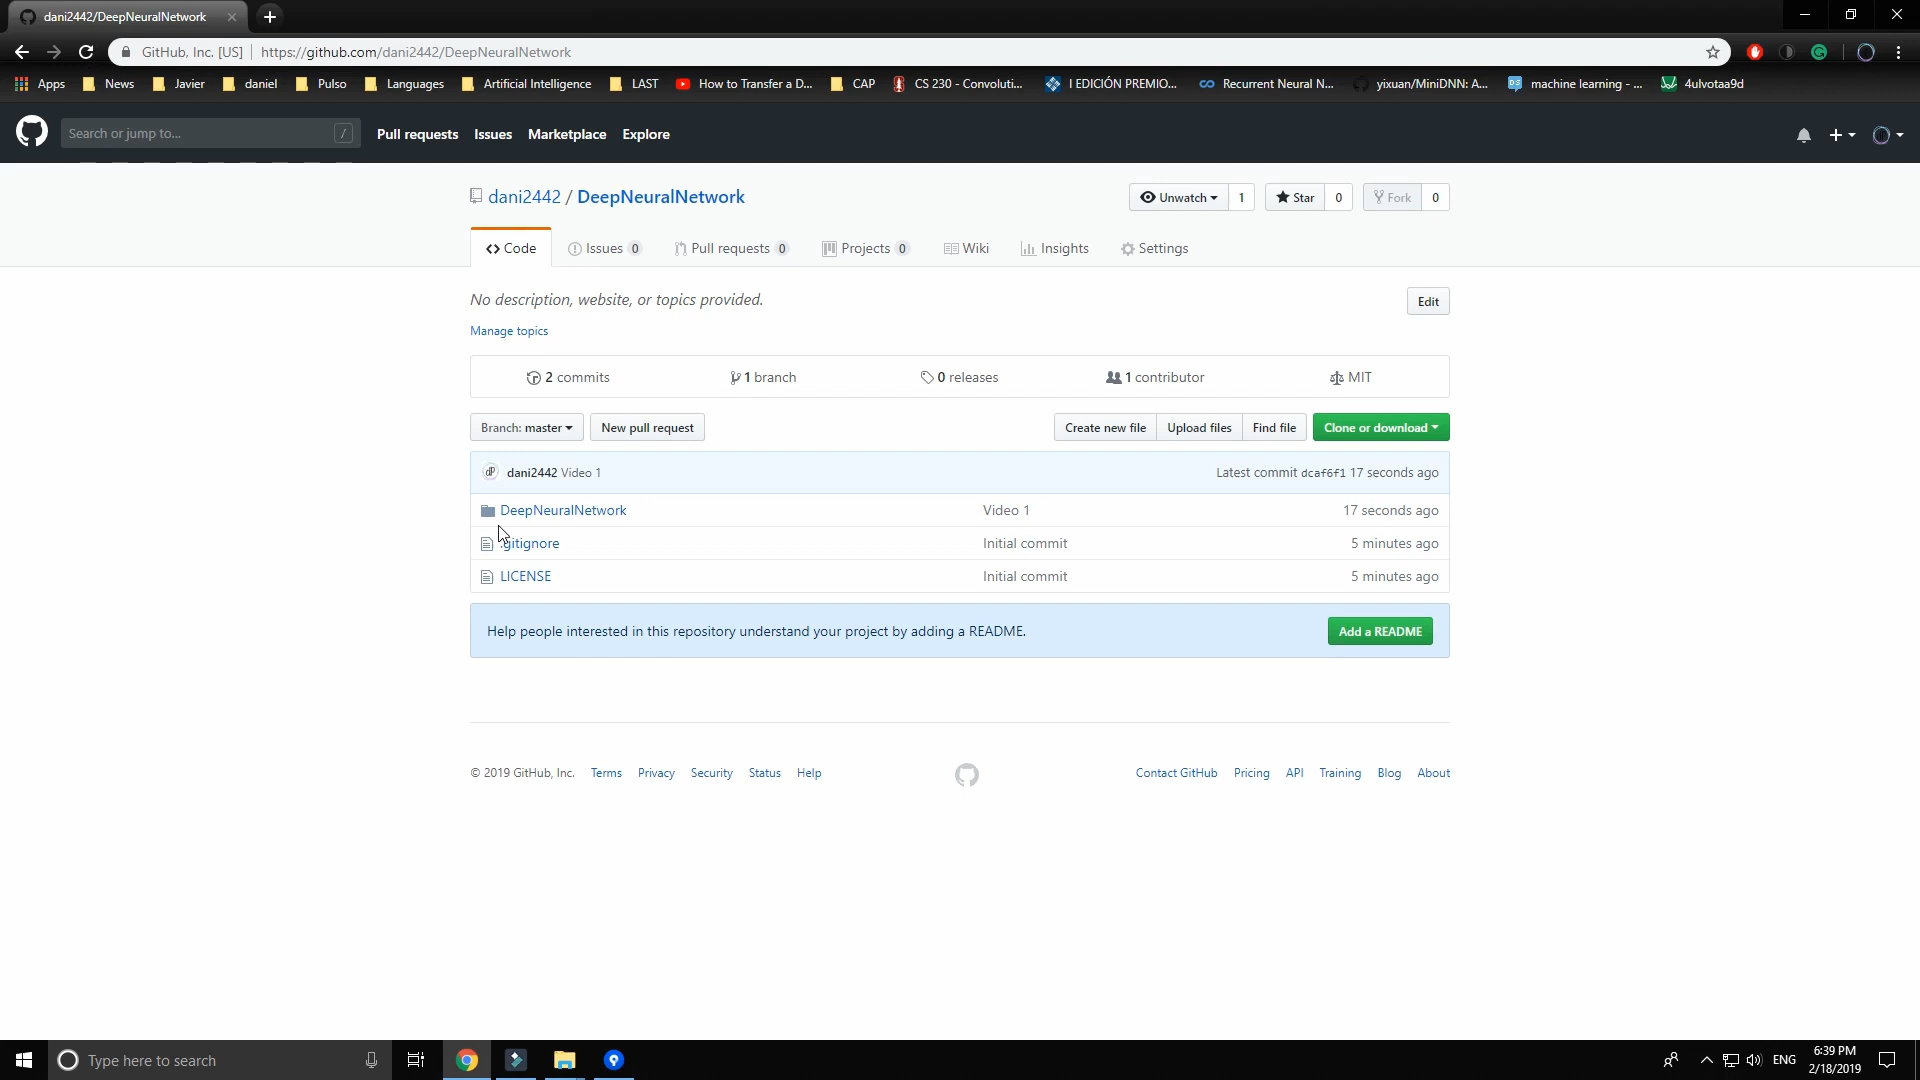 dani2442/DeepNeuralNetwork
GitHub, Inc. [US] https://github.com/dani2442/DeepNeuralNetwork
Apps News Javier daniel Pulso Languages Artificial Intelligence LAST How to Transfer a D... CAP CS 230 - Convoluti... I EDICIÓN PREMIO... Recurrent Neural N... yixuan/MiniDNN: A... machine learning - ... 4ulvotaa9d
Search or jump to... / Pull requests Issues Marketplace Explore
dani2442 / DeepNeuralNetwork Unwatch 1 Star 0 Fork 0
Code Issues 0 Pull requests 0 Projects 0 Wiki Insights Settings
No description, website, or topics provided. Edit
Manage topics
2 commits 1 branch 0 releases 1 contributor MIT
Branch: master New pull request Create new file Upload files Find file Clone or download
dP dani2442 Video 1 Latest commit dcaf6f1 17 seconds ago
DeepNeuralNetwork Video 1 17 seconds ago
.gitignore Initial commit 5 minutes ago
LICENSE Initial commit 5 minutes ago
Help people interested in this repository understand your project by adding a README. Add a README
© 2019 GitHub, Inc. Terms Privacy Security Status Help Contact GitHub Pricing API Training Blog About
Type here to search ENG 6:39 PM
2/18/2019